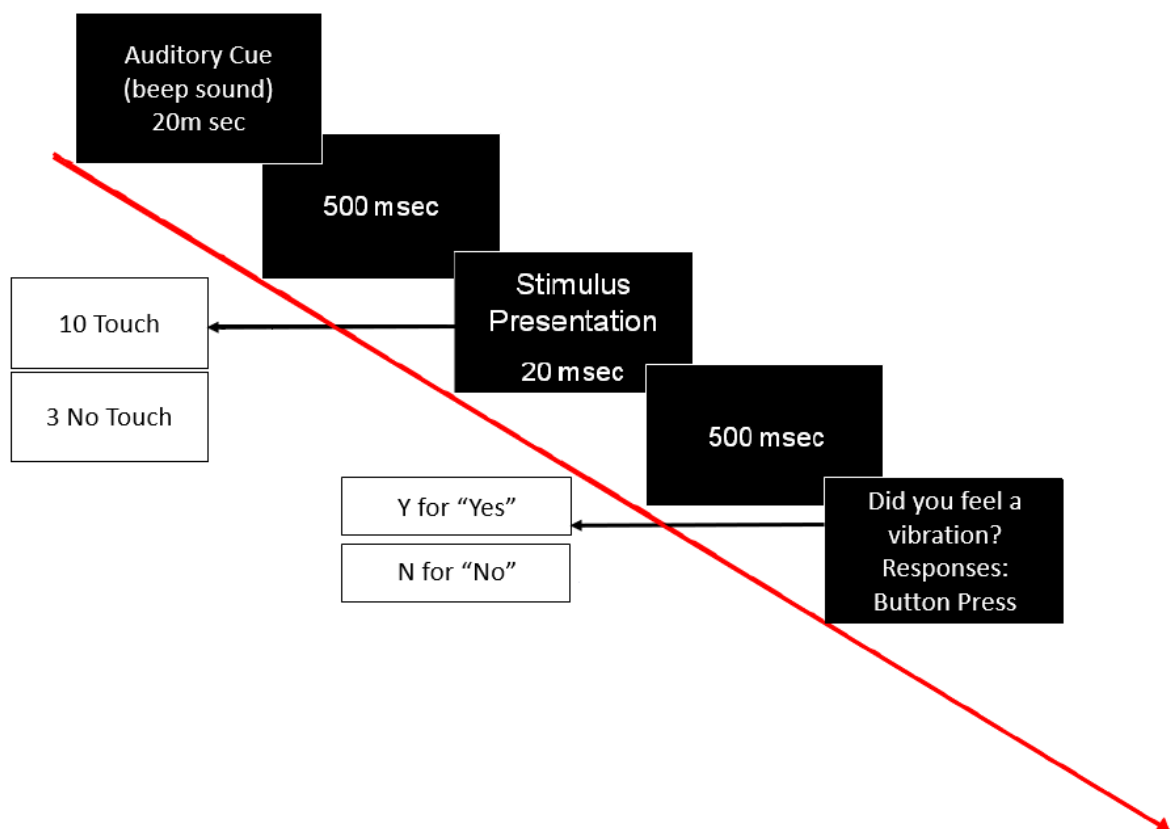 Auditory Cue
(beep sound)
20m sec
500 msec
Stimulus
Presentation
20 msec
10 Touch
3 No Touch
500 msec
Did you feel a
vibration?
Responses:
Button Press
Y for “Yes”
N for “No”